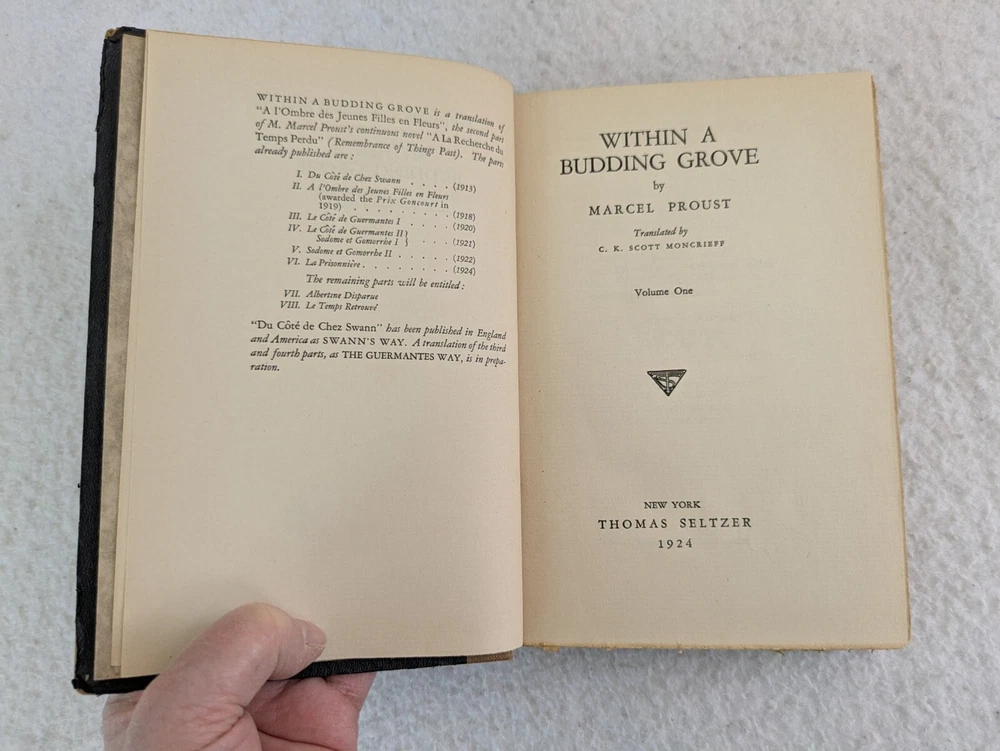 WITHIN A BUDDING GROVE is a translation of
"A l'Ombre des Jeunes Filles en Fleurs", the second part
of M. Marcel Proust's continuous novel "A La Recherche du
Temps Perdu" (Remembrance of Things Past). The parts
already published are :
I. Du Côté de Chez Swann . . . . (1913)
II. A l'Ombre des Jeunes Filles en Fleurs
(awarded the Prix Goncourt in
1919) . . . . . . . . . . (1918)
III. Le Côté de Guermantes I . . . . (1920)
IV. Le Côté de Guermantes II }
Sodome et Gomorrhe I } . . . (1921)
V. Sodome et Gomorrhe II . . . . . (1922)
VI. La Prisonnière . . . . . . . . (1924)
The remaining parts will be entitled :
VII. Albertine Disparue
VIII. Le Temps Retrouvé
"Du Côté de Chez Swann" has been published in England
and America as SWANN'S WAY. A translation of the third
and fourth parts, as THE GUERMANTES WAY, is in prepa-
ration.
WITHIN A
BUDDING GROVE
by
MARCEL PROUST
Translated by
C. K. SCOTT MONCRIEFF
Volume One
TS
NEW YORK
THOMAS SELTZER
1924